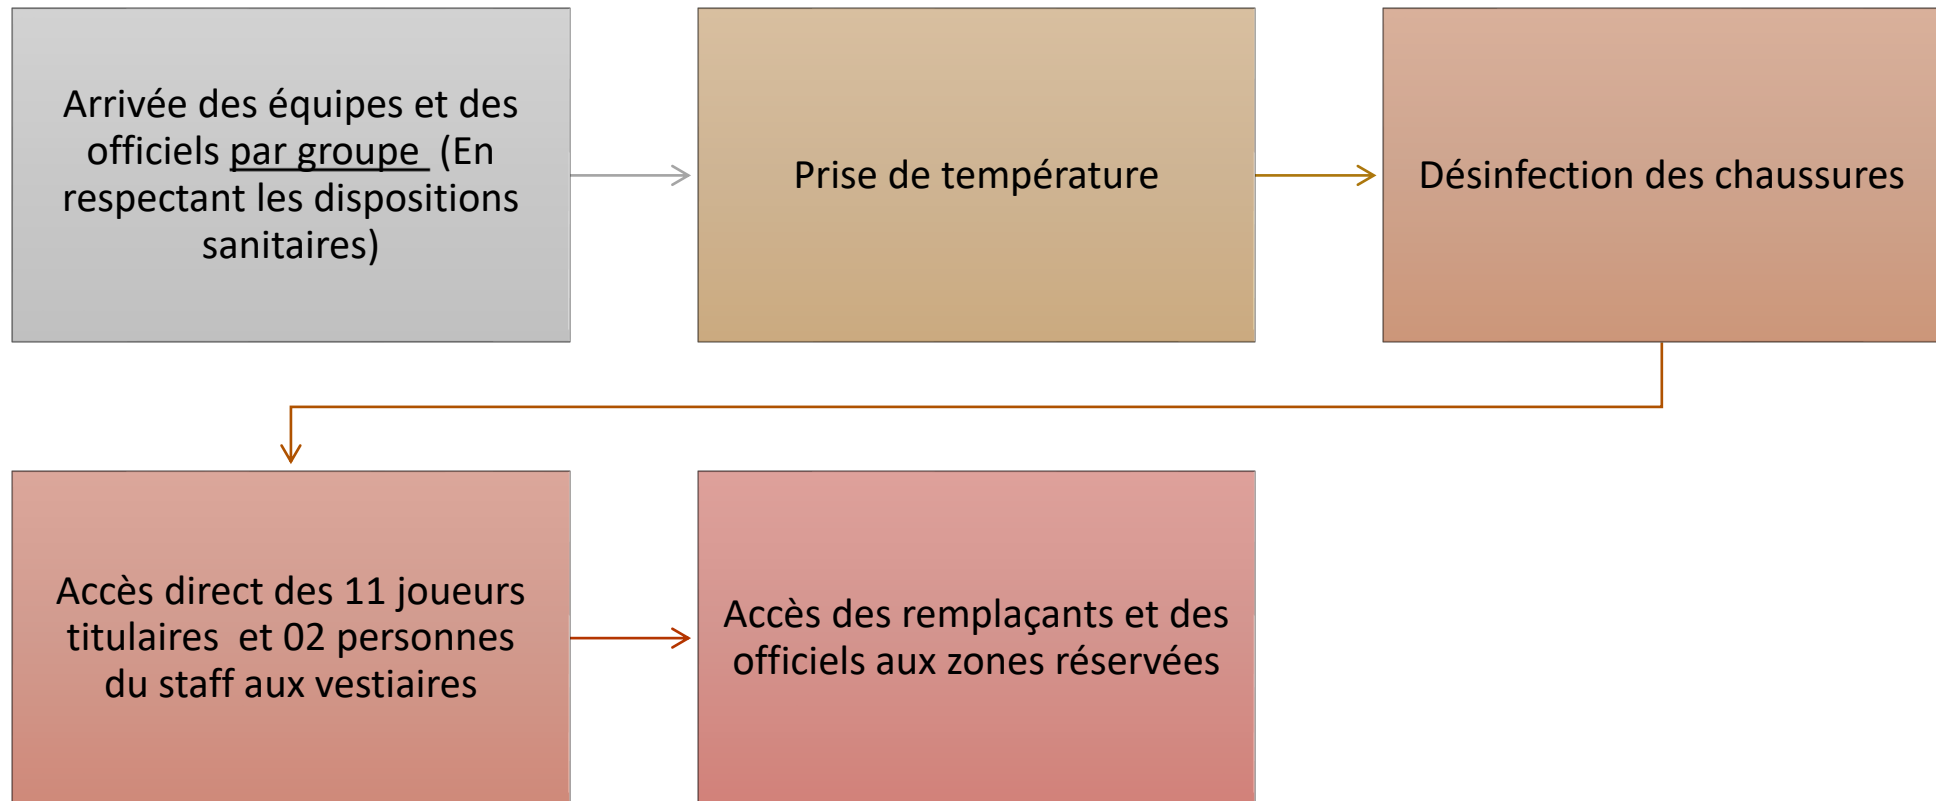 Arrivée des équipes et des
officiels par groupe (En
respectant les dispositions
sanitaires)
Prise de température
Désinfection des chaussures
Accès direct des 11 joueurs
titulaires et 02 personnes
du staff aux vestiaires
Accès des remplaçants et des
officiels aux zones réservées